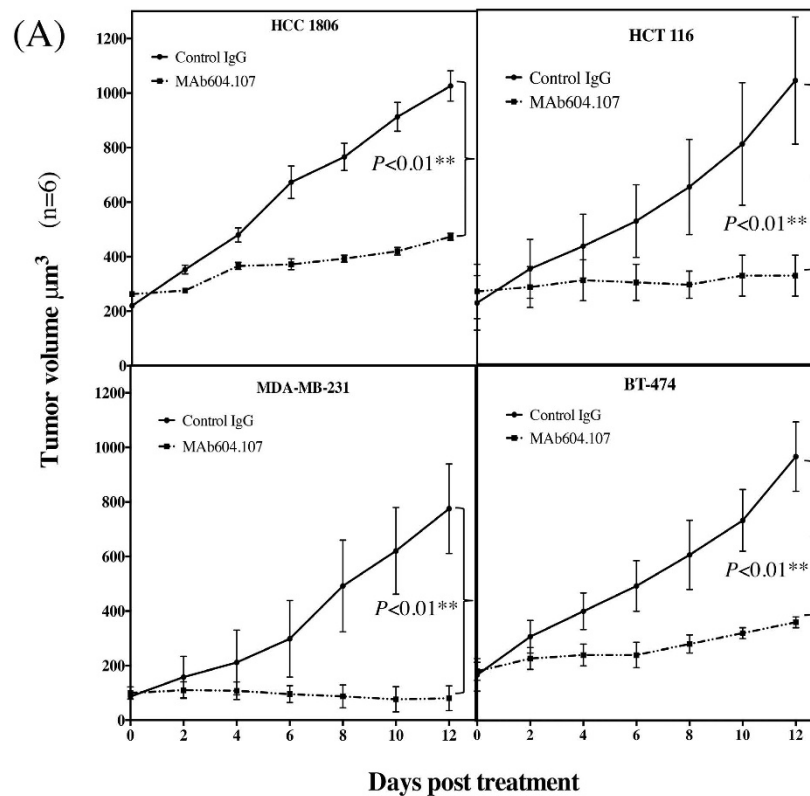 (A)
HCC 1806
1200
1000
800
600
400
200
0
Control IgG
MAb604.107
P<0.01**
HCT 116
Control IgG
MAb604.107
P<0.01**
Tumor volume µm³ (n=6)
MDA-MB-231
1200
1000
800
600
400
200
0
Control IgG
MAb604.107
P<0.01**
0 2 4 6 8 10 12
BT-474
Control IgG
MAb604.107
P<0.01**
0 2 4 6 8 10 12
Days post treatment